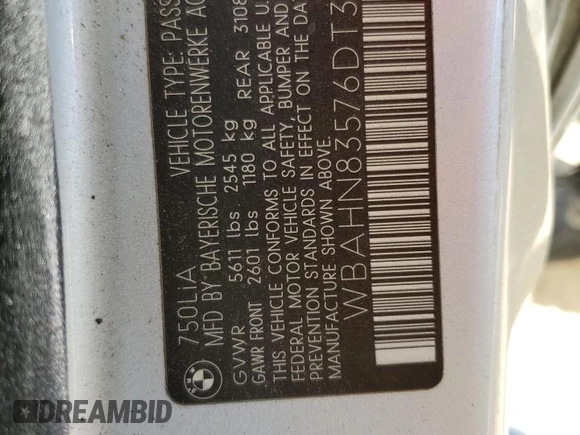 750LIA VEHICLE TYPE: PASS
MFD BY: BAYERISCHE MOTORENWERKE AG
GVWR 5611 lbs 2545 kg
GAWR FRONT 2601 lbs 1180 kg REAR 3108
THIS VEHICLE CONFORMS TO ALL APPLICABLE U.
FEDERAL MOTOR VEHICLE SAFETY, BUMPER AND
PREVENTION STANDARDS IN EFFECT ON THE DA
MANUFACTURE SHOWN ABOVE.
WBAHN83576DT3
BMW
DREAMBID